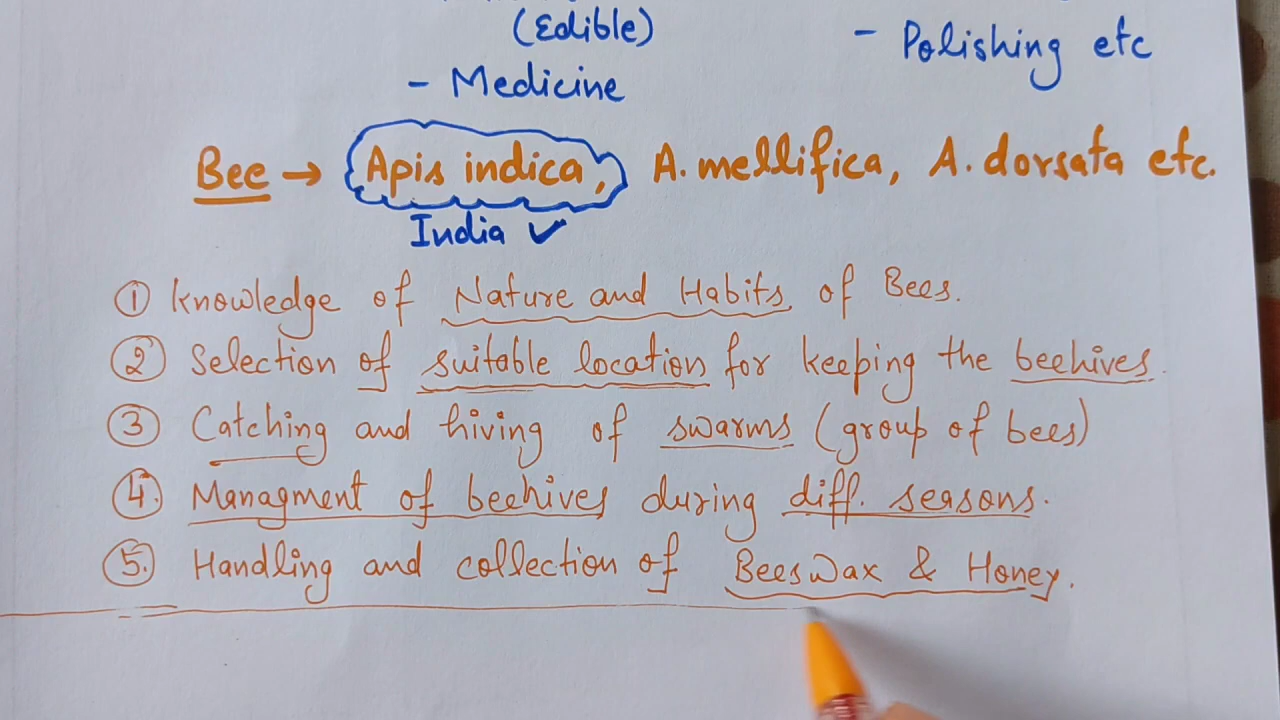 (Edible)
- Polishing etc
- Medicine
Bee → Apis indica, A. mellifica, A. dorsata etc.
India ✓
① Knowledge of Nature and Habits of Bees.
② Selection of suitable location for keeping the beehives.
③ Catching and hiving of swarms (group of bees)
④. Managment of beehives during diff. seasons.
⑤. Handling and collection of BeesWax & Honey.